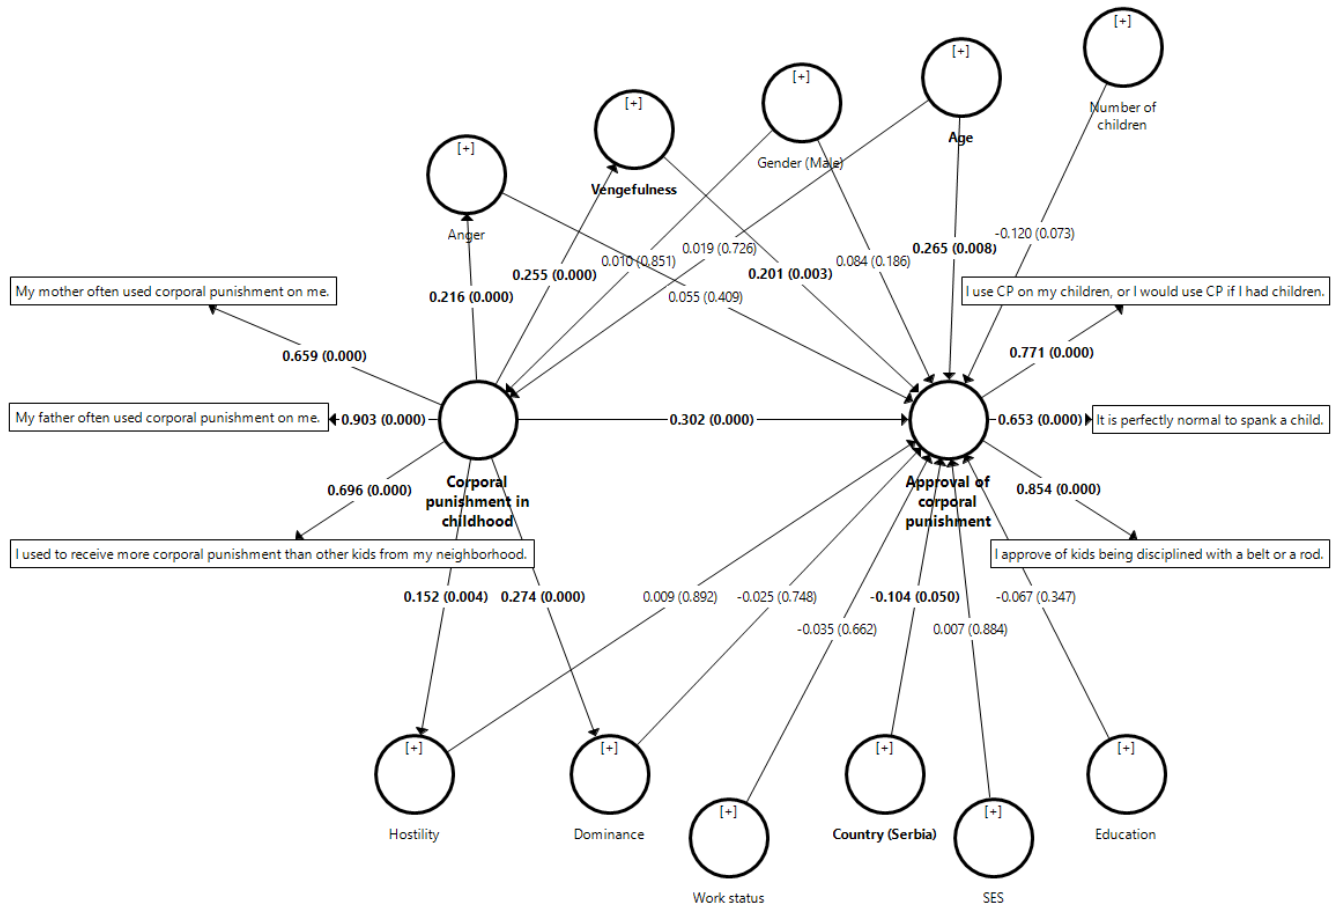 [+]
[+]
[+]
[+]
[+]
Number of
children
Age
Gender (Male)
Vengefulness
Anger
-0.120 (0.073)
0.265 (0.008)
0.019 (0.726)
0.084 (0.186)
0.010 (0.851)
0.255 (0.000)
0.201 (0.003)
0.216 (0.000)
0.055 (0.409)
My mother often used corporal punishment on me.
I use CP on my children, or I would use CP if I had children.
0.659 (0.000)
0.771 (0.000)
My father often used corporal punishment on me.
0.903 (0.000)
0.302 (0.000)
0.653 (0.000)
It is perfectly normal to spank a child.
0.696 (0.000)
Corporal
punishment in
childhood
Approval of
corporal
punishment
0.854 (0.000)
I used to receive more corporal punishment than other kids from my neighborhood.
I approve of kids being disciplined with a belt or a rod.
0.152 (0.004)
0.274 (0.000)
0.009 (0.892)
-0.025 (0.748)
-0.104 (0.050)
-0.067 (0.347)
-0.035 (0.662)
0.007 (0.884)
[+]
[+]
[+]
[+]
[+]
[+]
Hostility
Dominance
Country (Serbia)
Education
Work status
SES